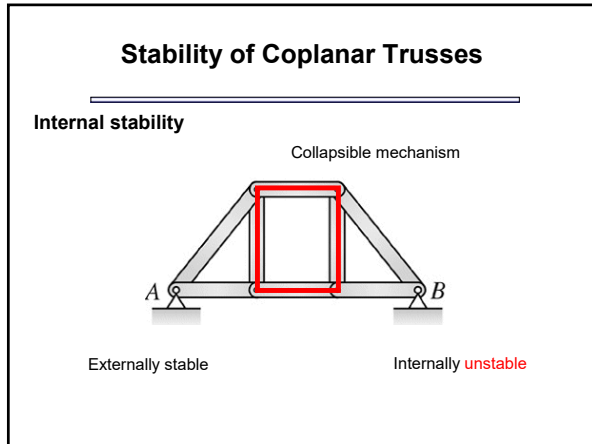 Stability of Coplanar Trusses
Internal stability
Collapsible mechanism
A B
Externally stable Internally unstable